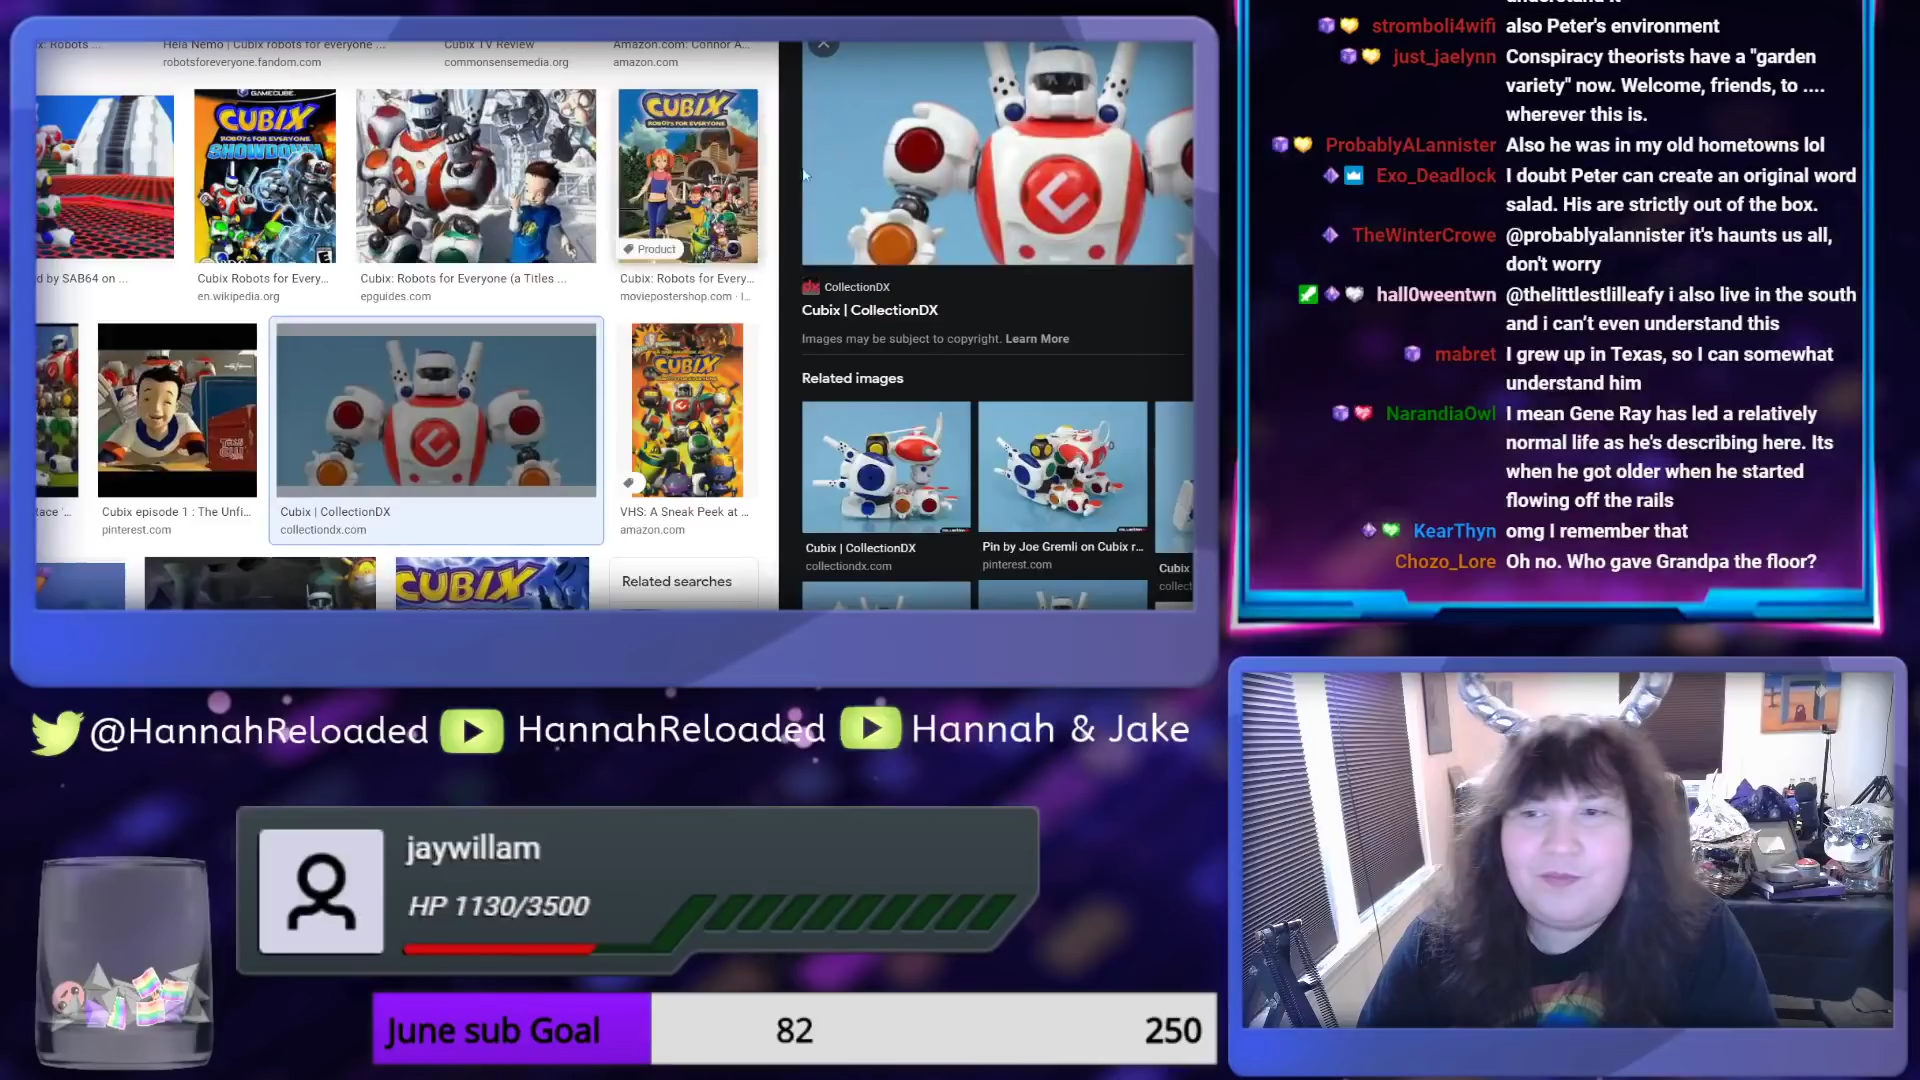 x: Robots ...
Hela Nemo | Cubix robots for everyone ...
robotsforeveryone.fandom.com
Cubix TV Review
commonsensemedia.org
Amazon.com: Connor A...
amazon.com
GAMECUBE
CUBIX
ROBOTS FOR EVERYONE
SHOWDOWN
CUBIX
ROBOTS FOR EVERYONE
Product
d by SAB64 on ...
Cubix Robots for Every...
en.wikipedia.org
Cubix: Robots for Everyone (a Titles ...
epguides.com
Cubix: Robots for Every...
moviepostershop.com · I...
CUBIX
Race '...
Cubix episode 1 : The Unfi...
pinterest.com
Cubix | CollectionDX
collectiondx.com
VHS: A Sneak Peek at ...
amazon.com
CUBIX
Related searches
dx CollectionDX
Cubix | CollectionDX
Images may be subject to copyright. Learn More
Related images
Cubix | CollectionDX
collectiondx.com
Pin by Joe Gremli on Cubix r...
pinterest.com
Cubix
collect
understand it
stromboli4wifi also Peter's environment
just_jaelynn Conspiracy theorists have a "garden
variety" now. Welcome, friends, to ....
wherever this is.
ProbablyALannister Also he was in my old hometowns lol
Exo_Deadlock I doubt Peter can create an original word
salad. His are strictly out of the box.
TheWinterCrowe @probablyalannister it's haunts us all,
don't worry
hall0weentwn @thelittlestlilleafy i also live in the south
and i can't even understand this
mabret I grew up in Texas, so I can somewhat
understand him
NarandiaOwl I mean Gene Ray has led a relatively
normal life as he's describing here. Its
when he got older when he started
flowing off the rails
KearThyn omg I remember that
Chozo_Lore Oh no. Who gave Grandpa the floor?
@HannahReloaded HannahReloaded Hannah & Jake
jaywillam
HP 1130/3500
June sub Goal 82 250